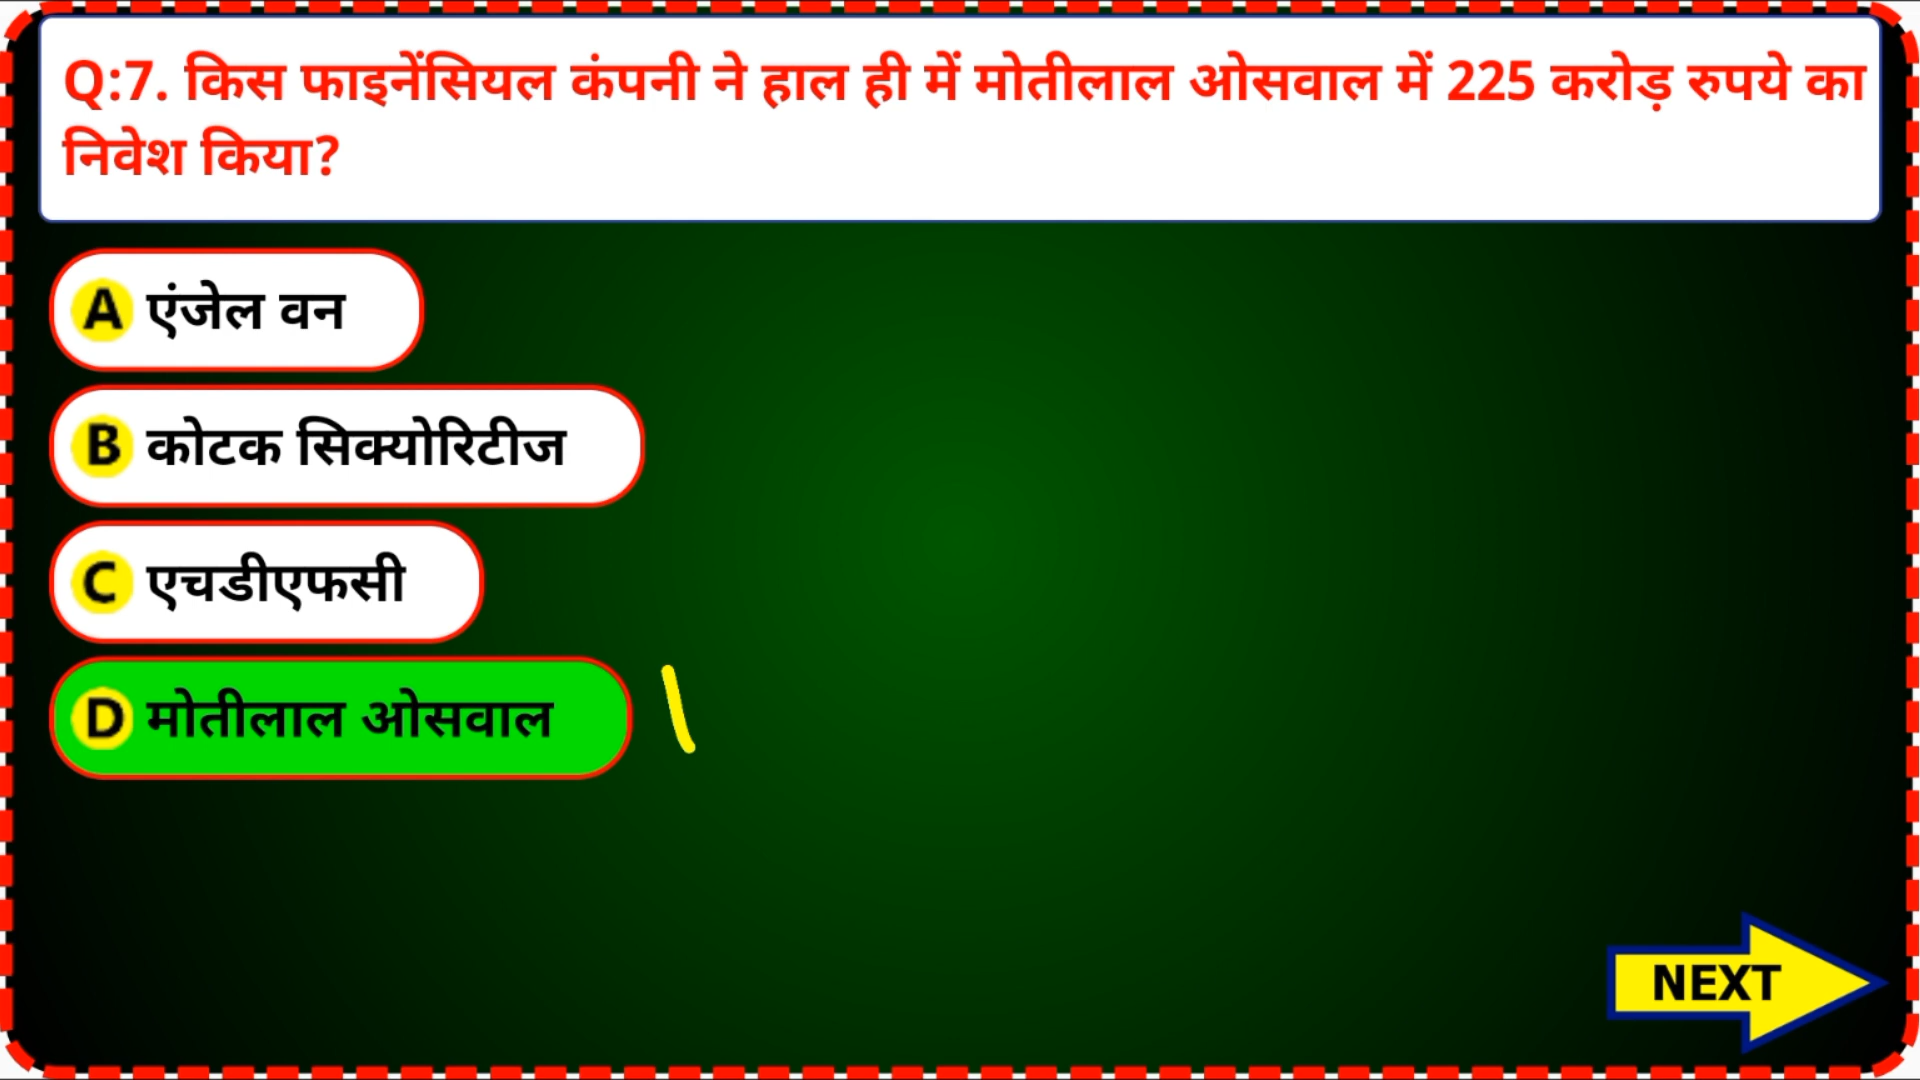 Q:7. किस फाइनेंसियल कंपनी ने हाल ही में मोतीलाल ओसवाल में 225 करोड़ रुपये का
निवेश किया?
A एंजेल वन
B कोटक सिक्योरिटीज
C एचडीएफसी
D मोतीलाल ओसवाल
NEXT